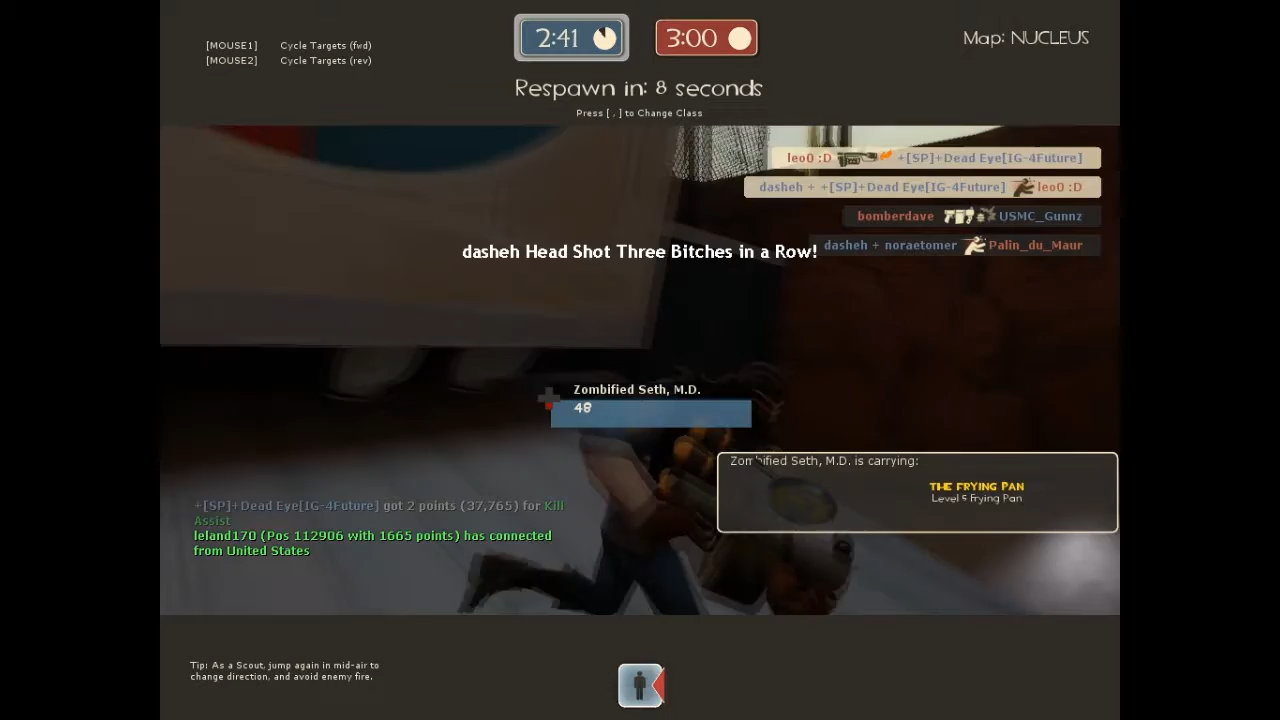 [MOUSE1] Cycle Targets (fwd)
[MOUSE2] Cycle Targets (rev)
2:41
3:00
Map: NUCLEUS
Respawn in: 8 seconds
Press [ , ] to Change Class
leo0 :D +[SP]+Dead Eye[IG-4Future]
dasheh + +[SP]+Dead Eye[IG-4Future] leo0 :D
bomberdave USMC_Gunnz
dasheh + noraetomer Palin_du_Maur
dasheh Head Shot Three Bitches in a Row!
Zombified Seth, M.D.
48
Zombified Seth, M.D. is carrying:
THE FRYING PAN
Level 5 Frying Pan
+[SP]+Dead Eye[IG-4Future] got 2 points (37,765) for Kill
Assist
leland170 (Pos 112906 with 1665 points) has connected
from United States
Tip: As a Scout, jump again in mid-air to
change direction, and avoid enemy fire.